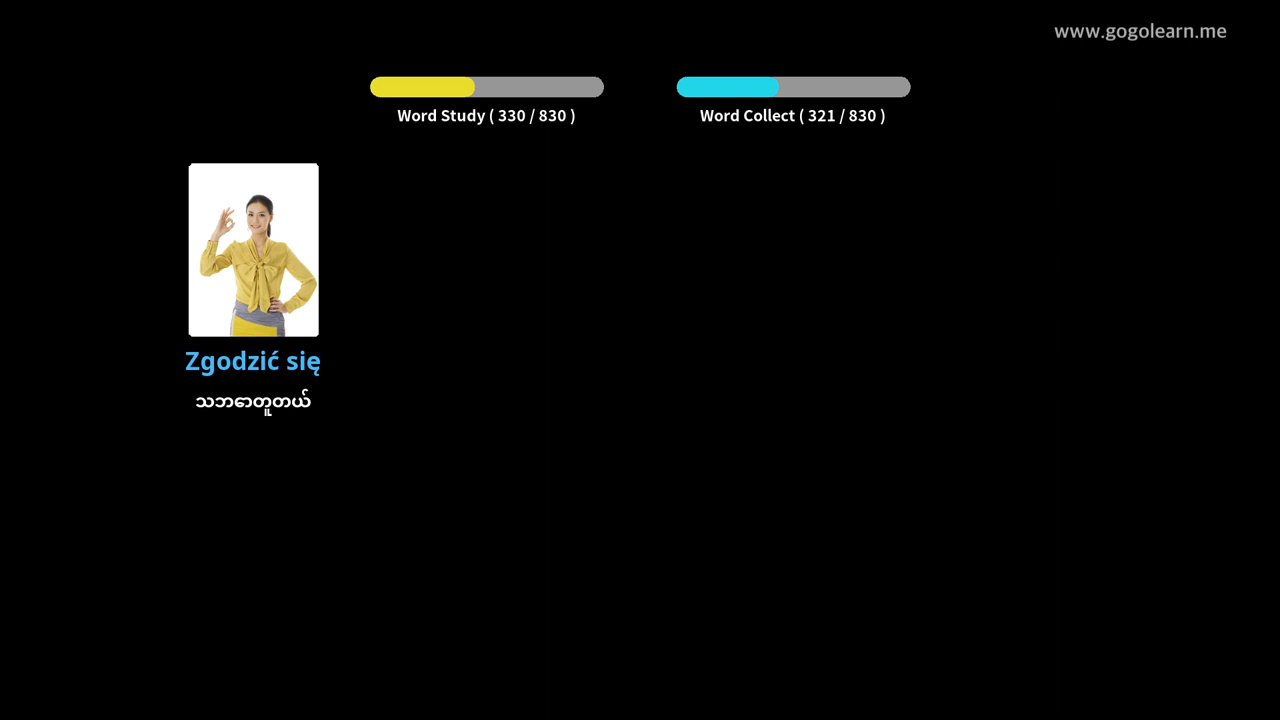 www.gogolearn.me
Word Study ( 330 / 830 )
Word Collect ( 321 / 830 )
Zgodzić się
သဘောတူတယ်